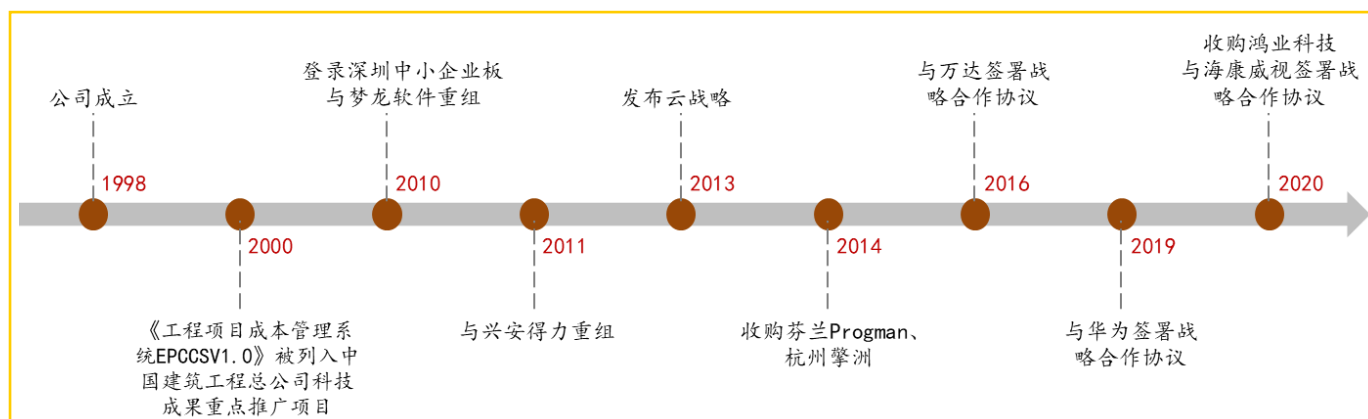 公司成立
1998
《工程项目成本管理系
统EPCCSV1.0》被列入中
国建筑工程总公司科技
成果重点推广项目
2000
登录深圳中小企业板
与梦龙软件重组
2010
2011
与兴安得力重组
发布云战略
2013
2014
收购芬兰Progman、
杭州擎洲
与万达签署战
略合作协议
2016
2019
与华为签署战
略合作协议
收购鸿业科技
与海康威视签署战
略合作协议
2020